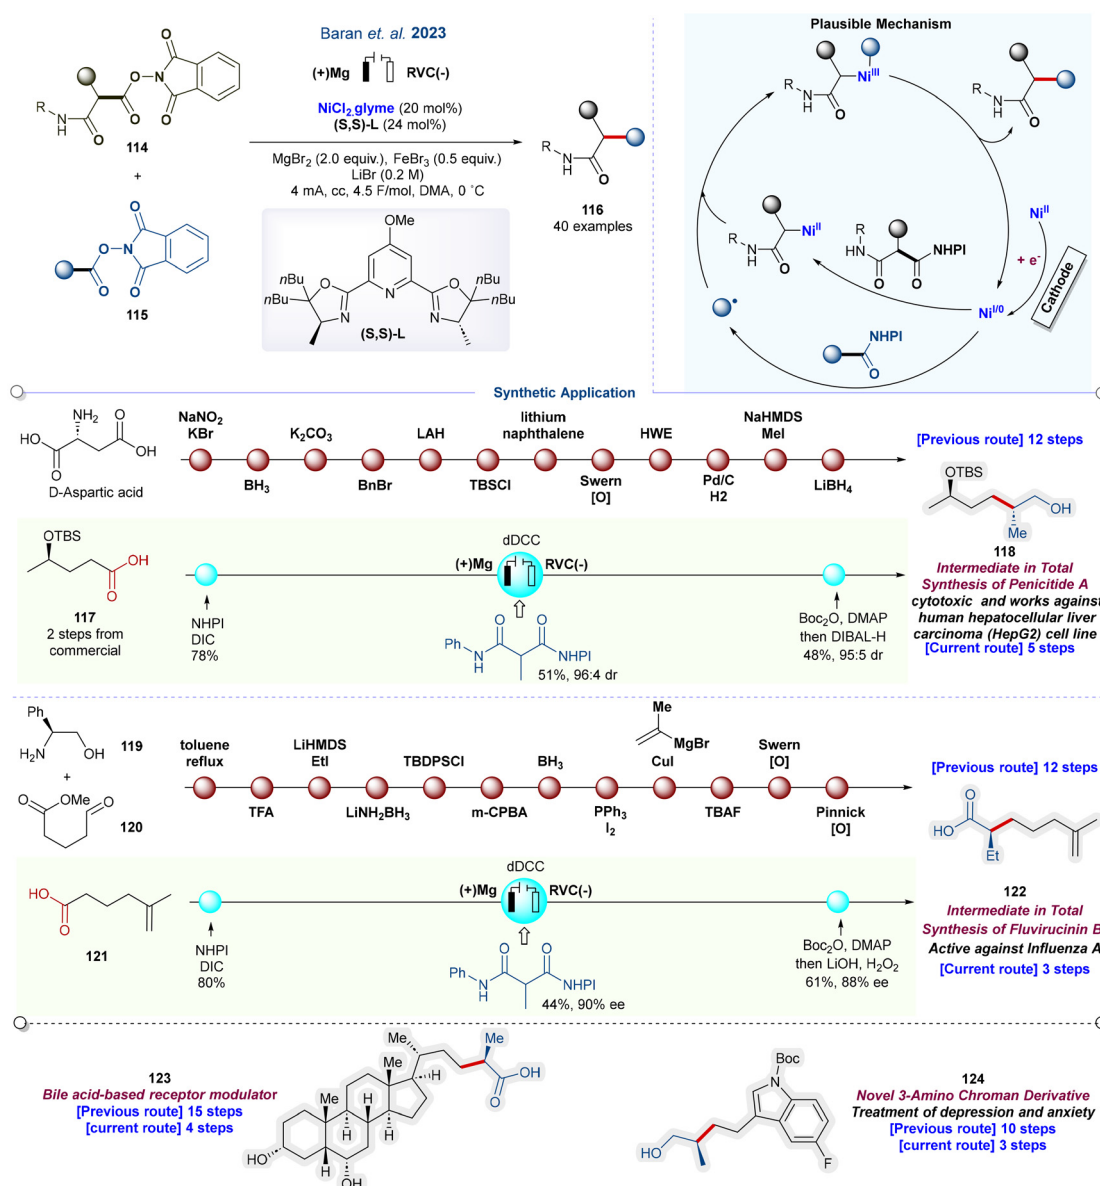 Baran et. al. 2023
(+)Mg RVC(-)
NiCl2.glyme (20 mol%)
(S,S)-L (24 mol%)
MgBr2 (2.0 equiv.), FeBr3 (0.5 equiv.)
LiBr (0.2 M)
4 mA, cc, 4.5 F/mol, DMA, 0 °C
R N H O O O N O O
114
+
O N O O O
115
R N H O
116
40 examples
OMe
nBu nBu O N N N O nBu nBu
(S,S)-L
Plausible Mechanism
R NH O NiIII
R NH O
R NH O NiII
R NH O O NHPI
NiII
+ e-
Cathode
NiI/0
NHPI
O
Synthetic Application
NH2 O
HO OH
O
D-Aspartic acid
NaNO2
KBr
BH3
K2CO3
BnBr
LAH
TBSCl
lithium
naphthalene
Swern
[O]
HWE
Pd/C
H2
NaHMDS
MeI
LiBH4
[Previous route] 12 steps
OTBS
OH
Me
118
Intermediate in Total
Synthesis of Penicitide A
cytotoxic and works against
human hepatocellular liver
carcinoma (HepG2) cell line
[Current route] 5 steps
OTBS
OH
O
117
2 steps from
commercial
NHPI
DIC
78%
dDCC
(+)Mg RVC(-)
O O
Ph N H NHPI
51%, 96:4 dr
Boc2O, DMAP
then DIBAL-H
48%, 95:5 dr
Ph
H2N OH
119
+
OMe O
O
120
toluene
reflux
TFA
LiHMDS
EtI
LiNH2BH3
TBDPSCl
m-CPBA
BH3
PPh3
I2
Me
MgBr
CuI
TBAF
Swern
[O]
Pinnick
[O]
[Previous route] 12 steps
O
HO
Et
122
Intermediate in Total
Synthesis of Fluvirucinin B
Active against Influenza A
[Current route] 3 steps
HO
O
121
NHPI
DIC
80%
dDCC
(+)Mg RVC(-)
O O
Ph N H NHPI
44%, 90% ee
Boc2O, DMAP
then LiOH, H2O2
61%, 88% ee
123
Bile acid-based receptor modulator
[Previous route] 15 steps
[current route] 4 steps
Me Me
OH
O
Me
H
Me
H H
H
HO
H
OH
Boc
N
HO
F
124
Novel 3-Amino Chroman Derivative
Treatment of depression and anxiety
[Previous route] 10 steps
[current route] 3 steps